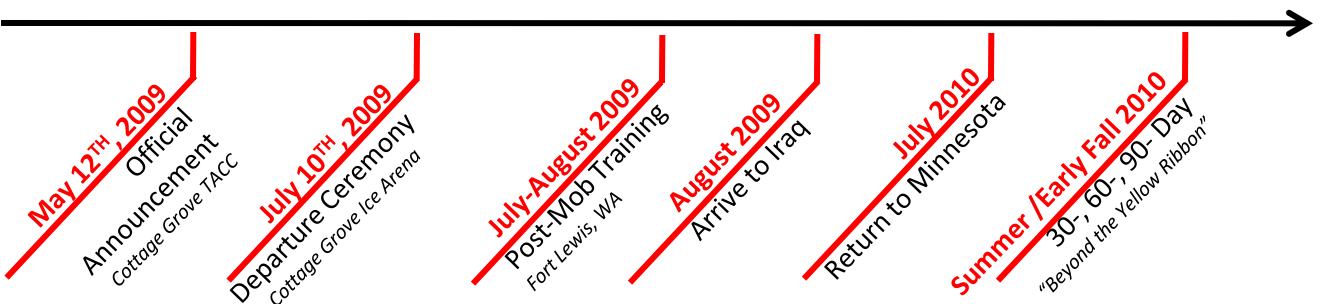 May 12TH, 2009
Official
Announcement
Cottage Grove TACC
July 10TH, 2009
Departure Ceremony
Cottage Grove Ice Arena
July-August 2009
Post-Mob Training
Fort Lewis, WA
August 2009
Arrive to Iraq
July 2010
Return to Minnesota
Summer /Early Fall 2010
30-, 60-, 90- Day
“Beyond the Yellow Ribbon”